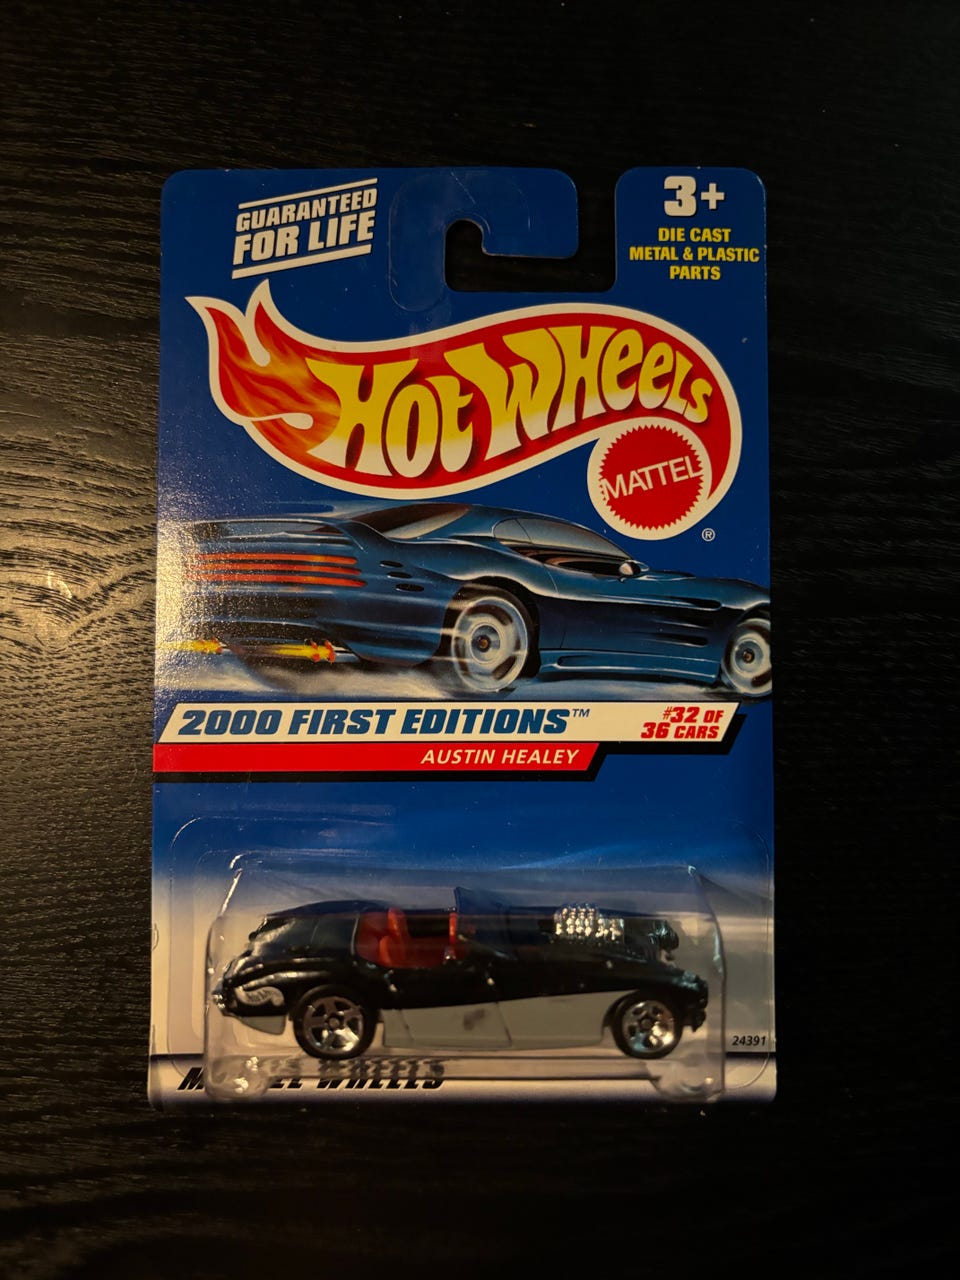 GUARANTEED
FOR LIFE
3+
DIE CAST
METAL & PLASTIC
PARTS
HOT WHEELS
MATTEL
®
2000 FIRST EDITIONS™
#32 OF
36 CARS
AUSTIN HEALEY
24391
WHEELS